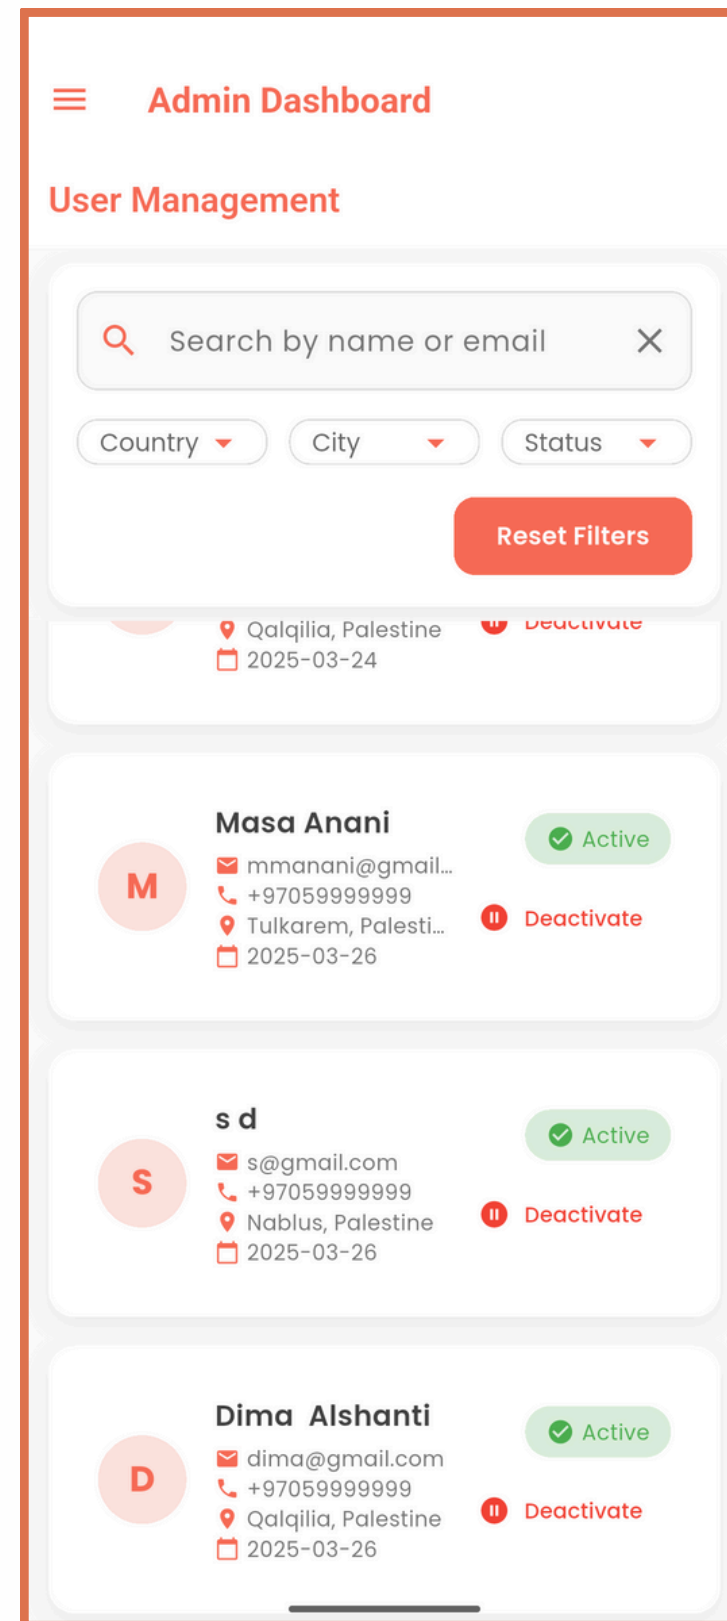 Admin Dashboard
User Management
Search by name or email
Country
City
Status
Reset Filters
Qalqilia, Palestine
Deactivate
2025-03-24
Masa Anani
Active
mmanani@gmail...
+97059999999
Tulkarem, Palesti...
Deactivate
2025-03-26
M
s d
Active
s@gmail.com
+97059999999
Nablus, Palestine
Deactivate
2025-03-26
S
Dima  Alshanti
Active
dima@gmail.com
+97059999999
Qalqilia, Palestine
Deactivate
2025-03-26
D